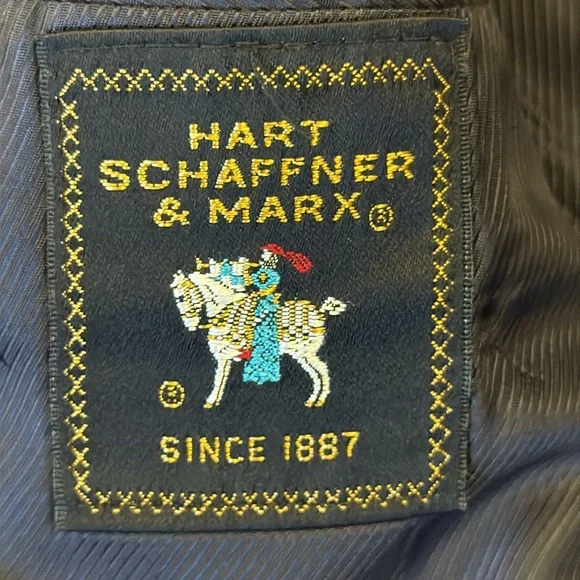 HART
SCHAFFNER
& MARX®
®
SINCE 1887